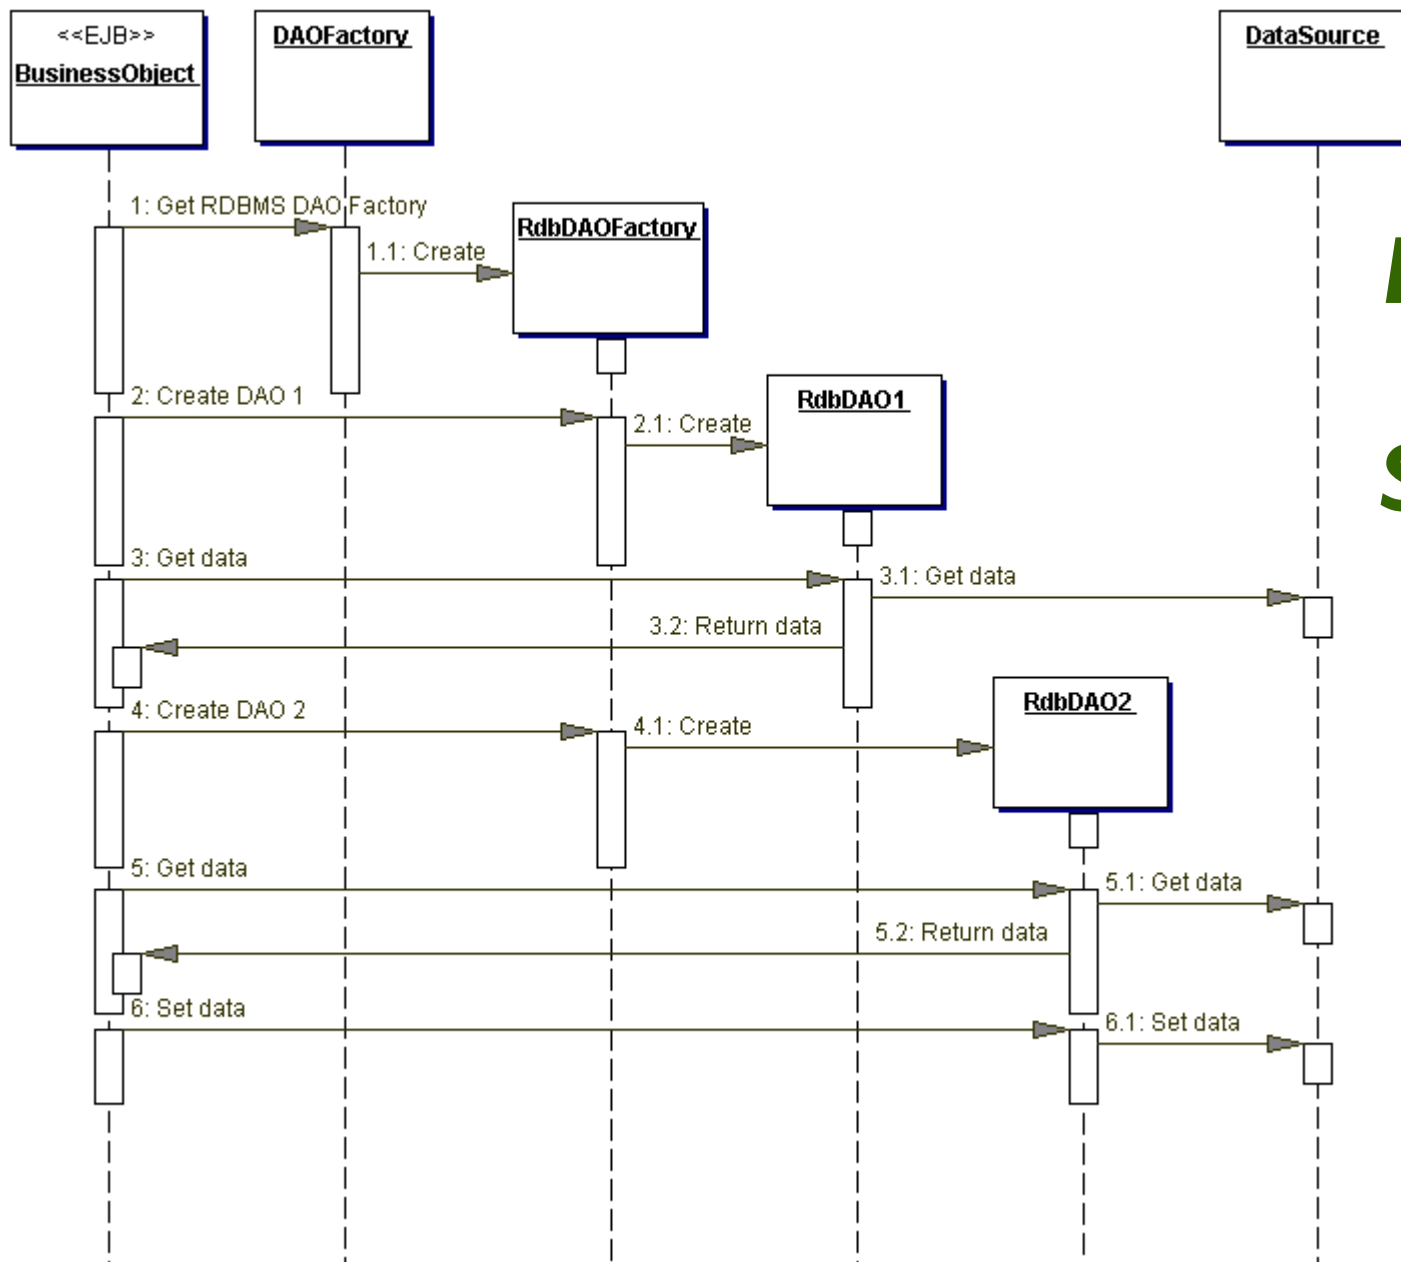 <<EJB>>
BusinessObject
DAOFactory
DataSource
1: Get RDBMS DAO Factory
RdbDAOFactory
1.1: Create
2: Create DAO 1
RdbDAO1
2.1: Create
3: Get data
3.1: Get data
3.2: Return data
RdbDAO2
4: Create DAO 2
4.1: Create
5: Get data
5.1: Get data
5.2: Return data
6: Set data
6.1: Set data